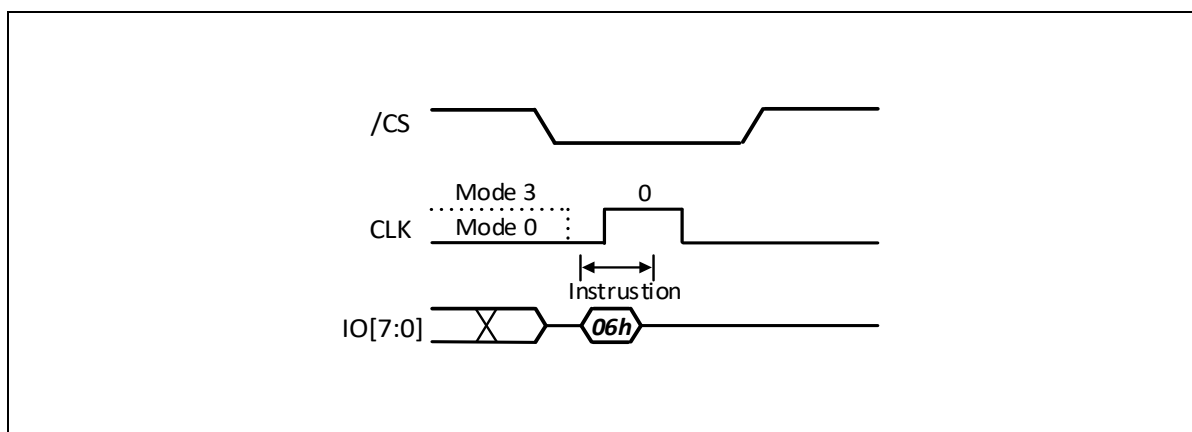 /CS
Mode 3 0
CLK Mode 0
Instrustion
IO[7:0] 06h